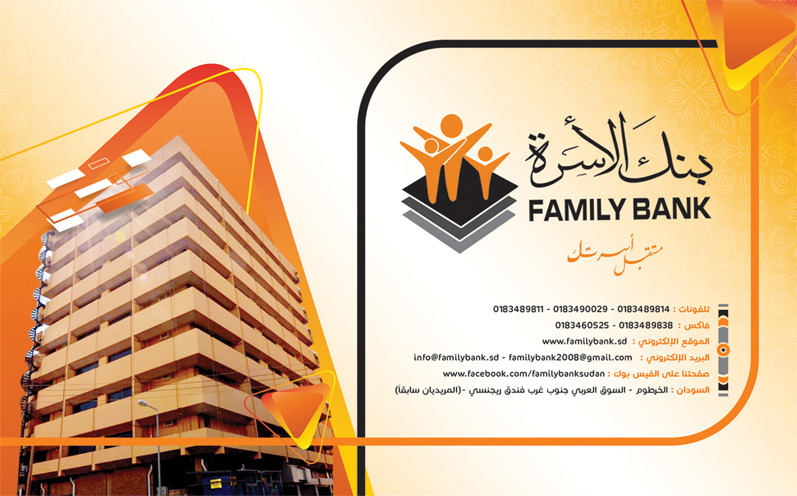 بنك الأسرة
FAMILY BANK
مستقبل أسرتك
تلفونات : 0183489814 - 0183490029 - 0183489811
فاكس : 0183489838 - 0183460525
الموقع الإلكتروني : www.familybank.sd
البريد الإلكتروني : info@familybank.sd - familybank2008@gmail.com
صفحتنا على الفيس بوك : www.facebook.com/familybanksudan
السودان : الخرطوم - السوق العربي جنوب غرب فندق ريجنسي -(المريديان سابقاً)